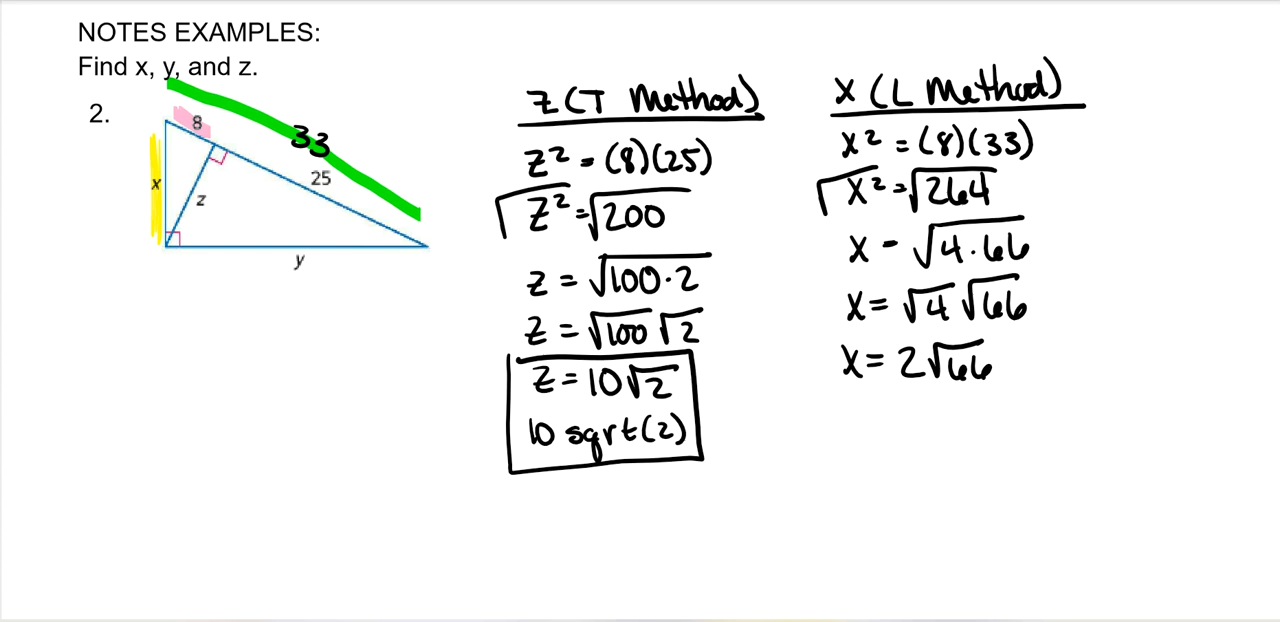 NOTES EXAMPLES:
Find x, y, and z.
2.
8
33
25
x
z
y
z (T Method)
z² = (8)(25)
√z² = √200
z = √100·2
z = √100 √2
z = 10√2
10 sqrt(2)
x (L Method)
x² = (8)(33)
√x² = √264
x = √4·66
x = √4 √66
x = 2√66